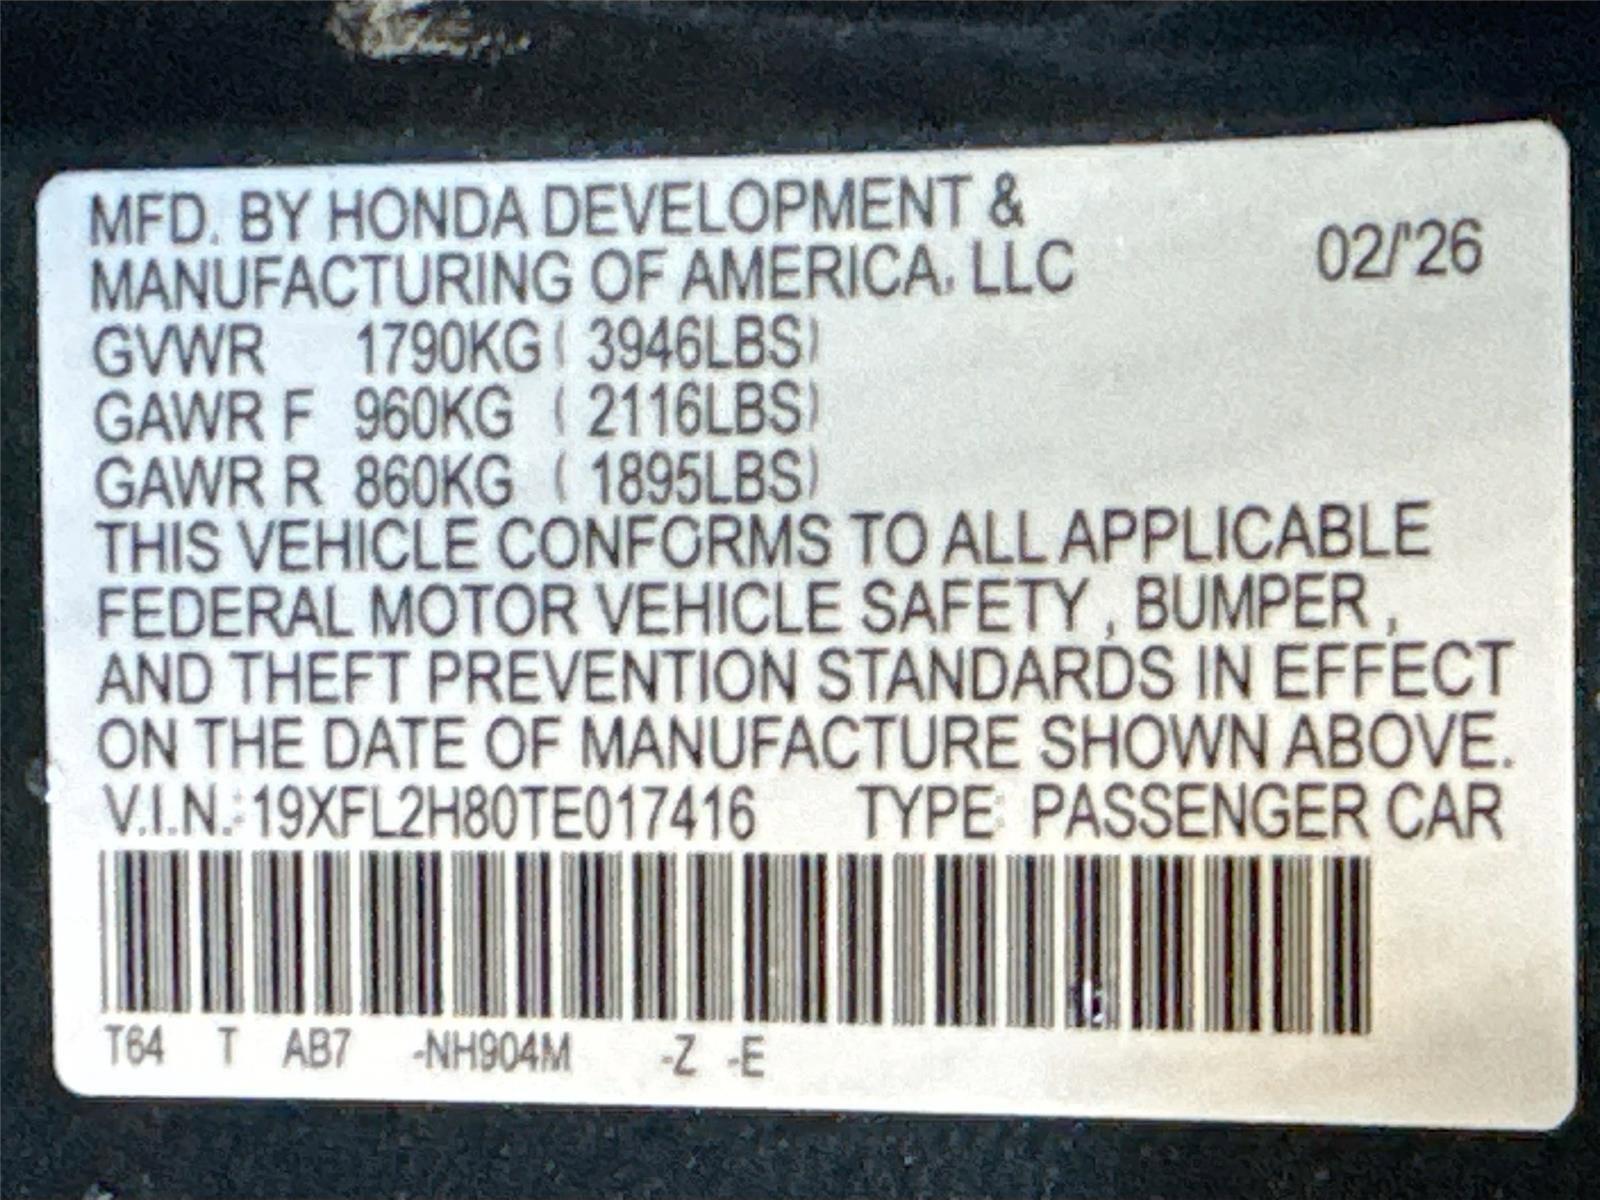 MFD. BY HONDA DEVELOPMENT &
MANUFACTURING OF AMERICA, LLC 02/'26
GVWR 1790KG ( 3946LBS)
GAWR F 960KG ( 2116LBS)
GAWR R 860KG ( 1895LBS)
THIS VEHICLE CONFORMS TO ALL APPLICABLE
FEDERAL MOTOR VEHICLE SAFETY , BUMPER ,
AND THEFT PREVENTION STANDARDS IN EFFECT
ON THE DATE OF MANUFACTURE SHOWN ABOVE.
V.I.N.: 19XFL2H80TE017416 TYPE: PASSENGER CAR
T64 T AB7 -NH904M -Z -E